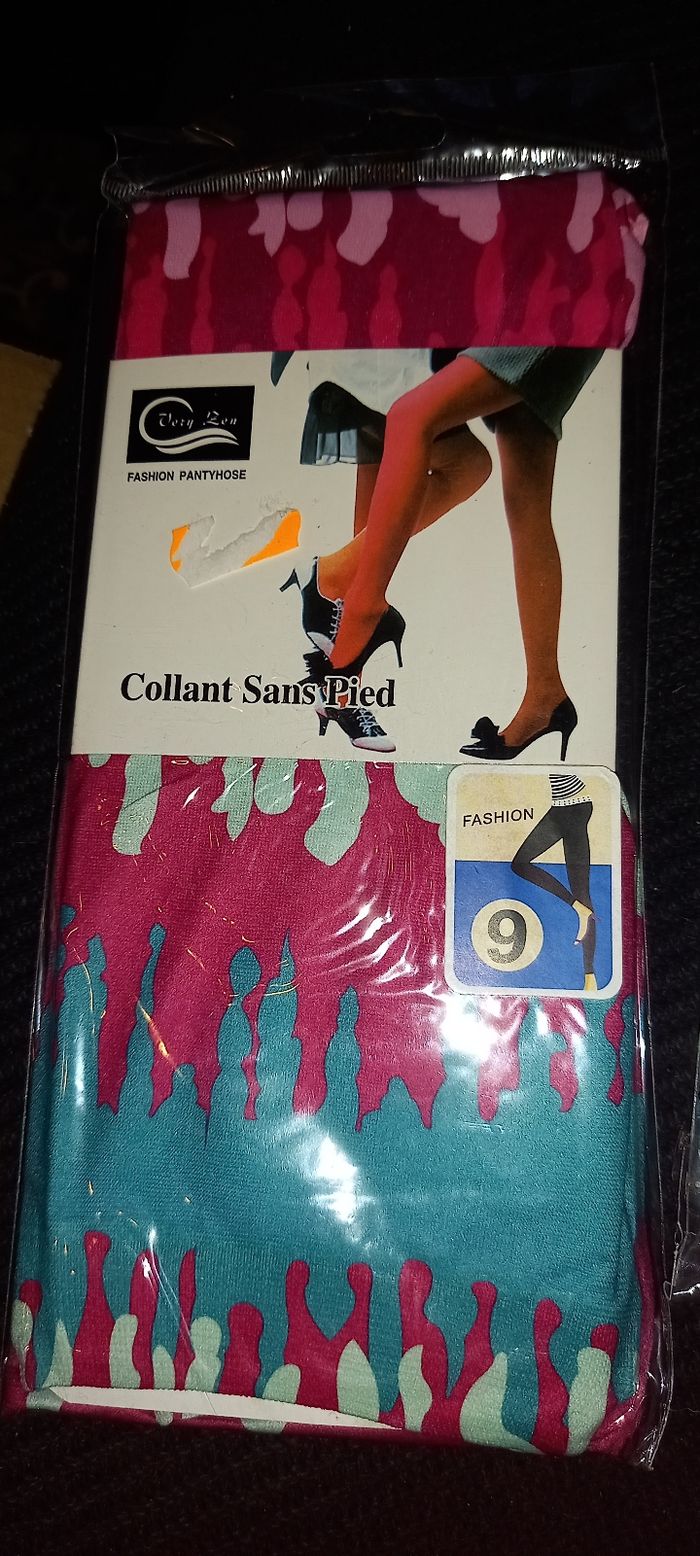 Very Zen
FASHION PANTYHOSE
Collant Sans Pied
FASHION
9